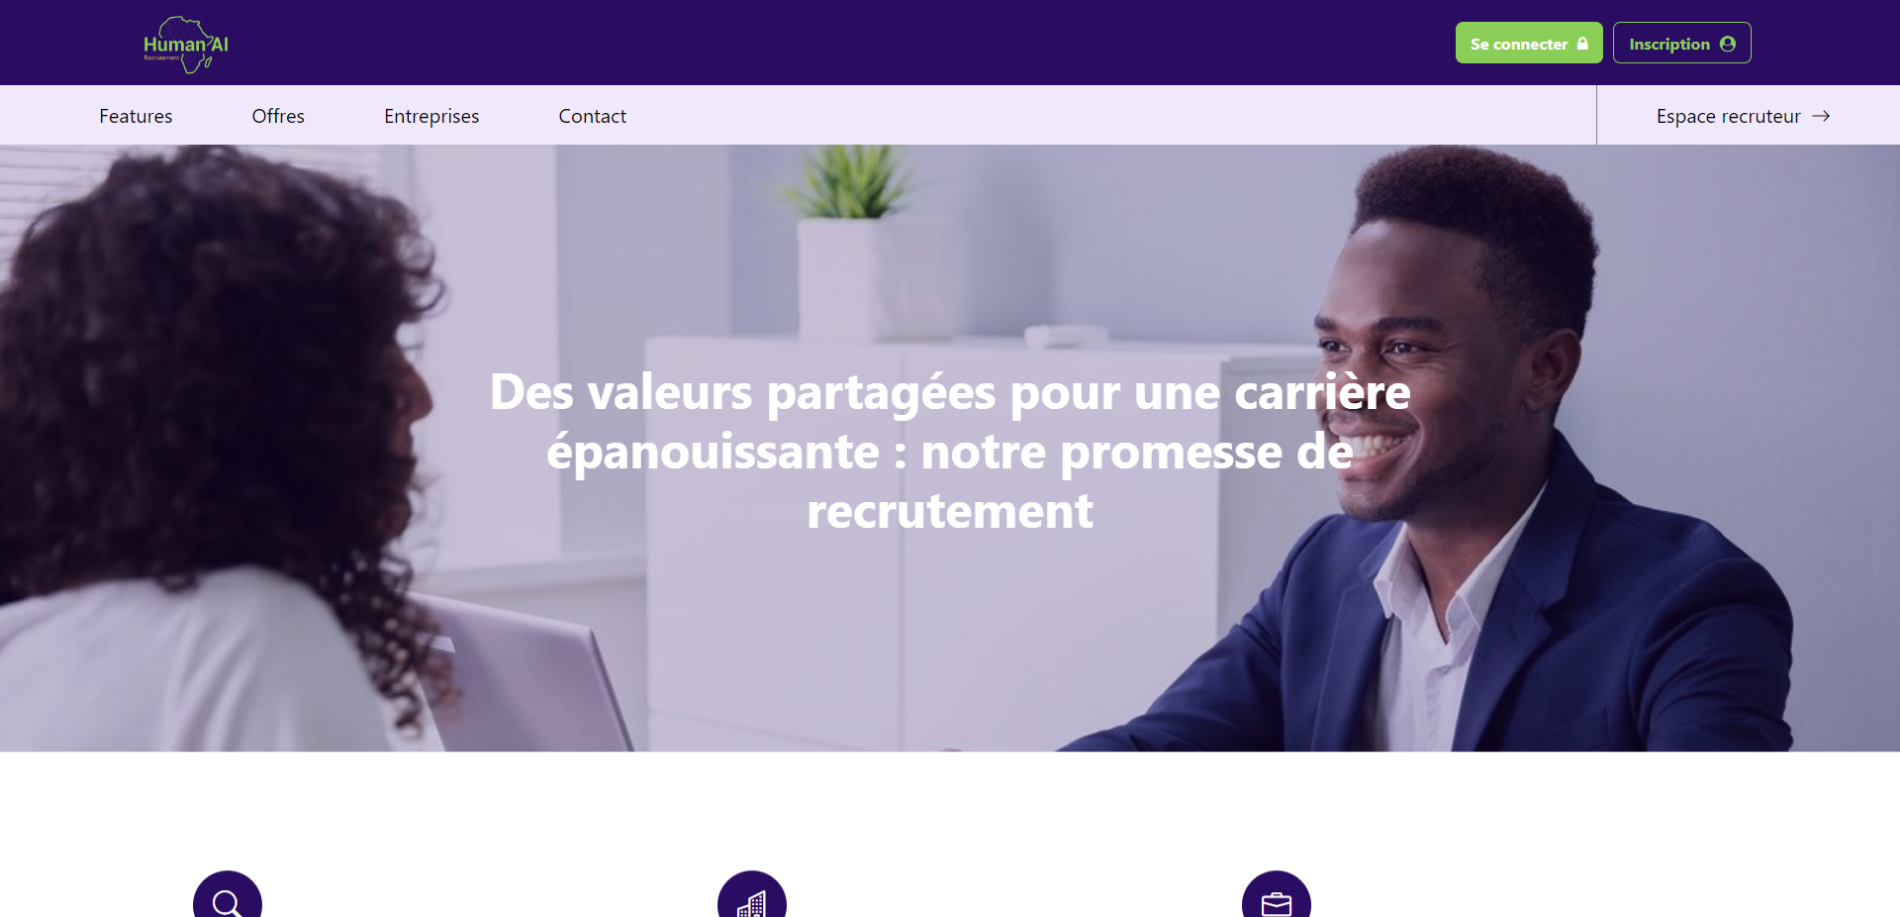 Human AI
Recrutement
Se connecter
Inscription
Features
Offres
Entreprises
Contact
Espace recruteur
Des valeurs partagées pour une carrière
épanouissante : notre promesse de
recrutement